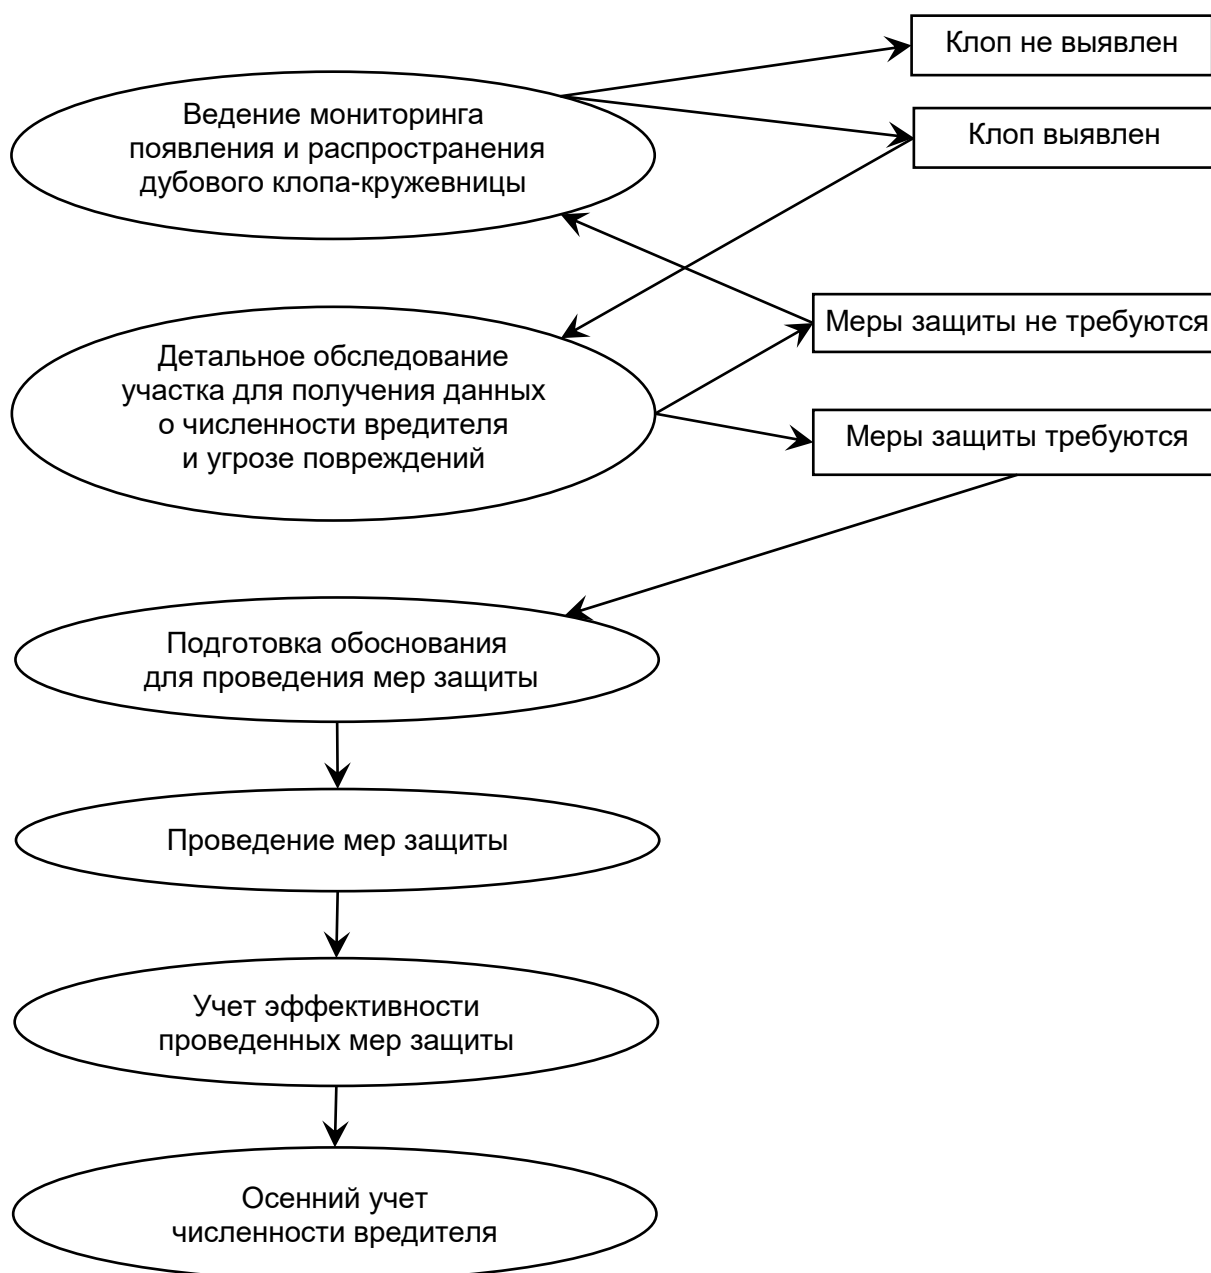 Клоп не выявлен
Ведение мониторинга
появления и распространения
дубового клопа-кружевницы
Клоп выявлен
Меры защиты не требуются
Детальное обследование
участка для получения данных
о численности вредителя
и угрозе повреждений
Меры защиты требуются
Подготовка обоснования
для проведения мер защиты
Проведение мер защиты
Учет эффективности
проведенных мер защиты
Осенний учет
численности вредителя